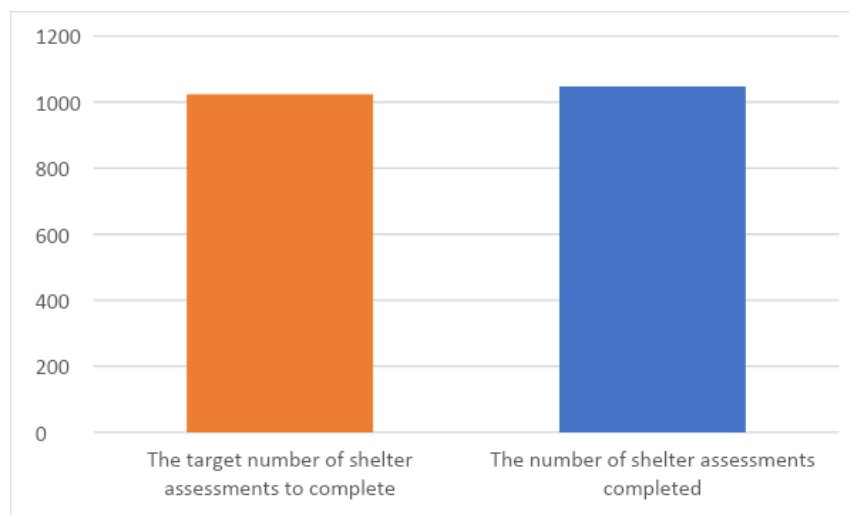 1200
1000
800
600
400
200
0
The target number of shelter
assessments to complete
The number of shelter assessments
completed